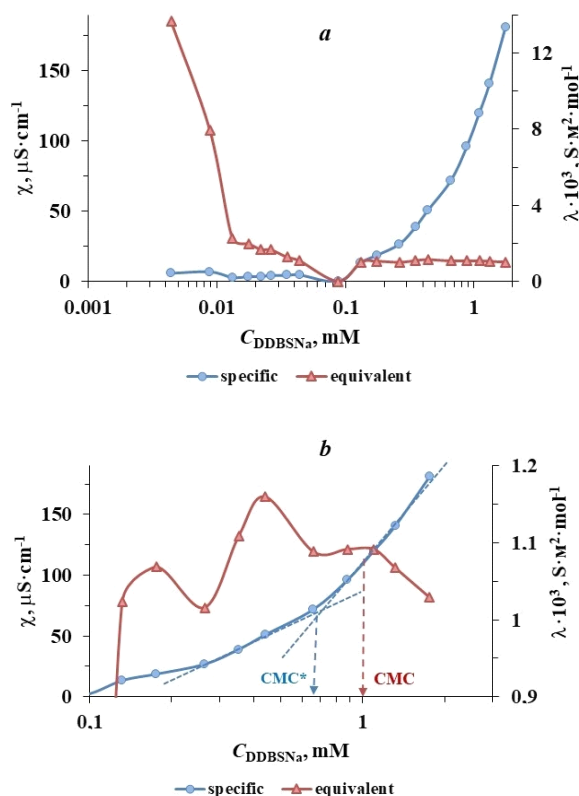 a
χ, μS·cm⁻¹
150
100
50
0
12
8
4
0
λ·10³, S·м²·mol⁻¹
0.001 0.01 0.1 1
C_DDBSNa, mM
specific equivalent
b
χ, μS·cm⁻¹
150
100
50
0
1.2
1.1
1
0.9
λ·10³, S·м²·mol⁻¹
CMC* CMC
0,1 1
C_DDBSNa, mM
specific equivalent